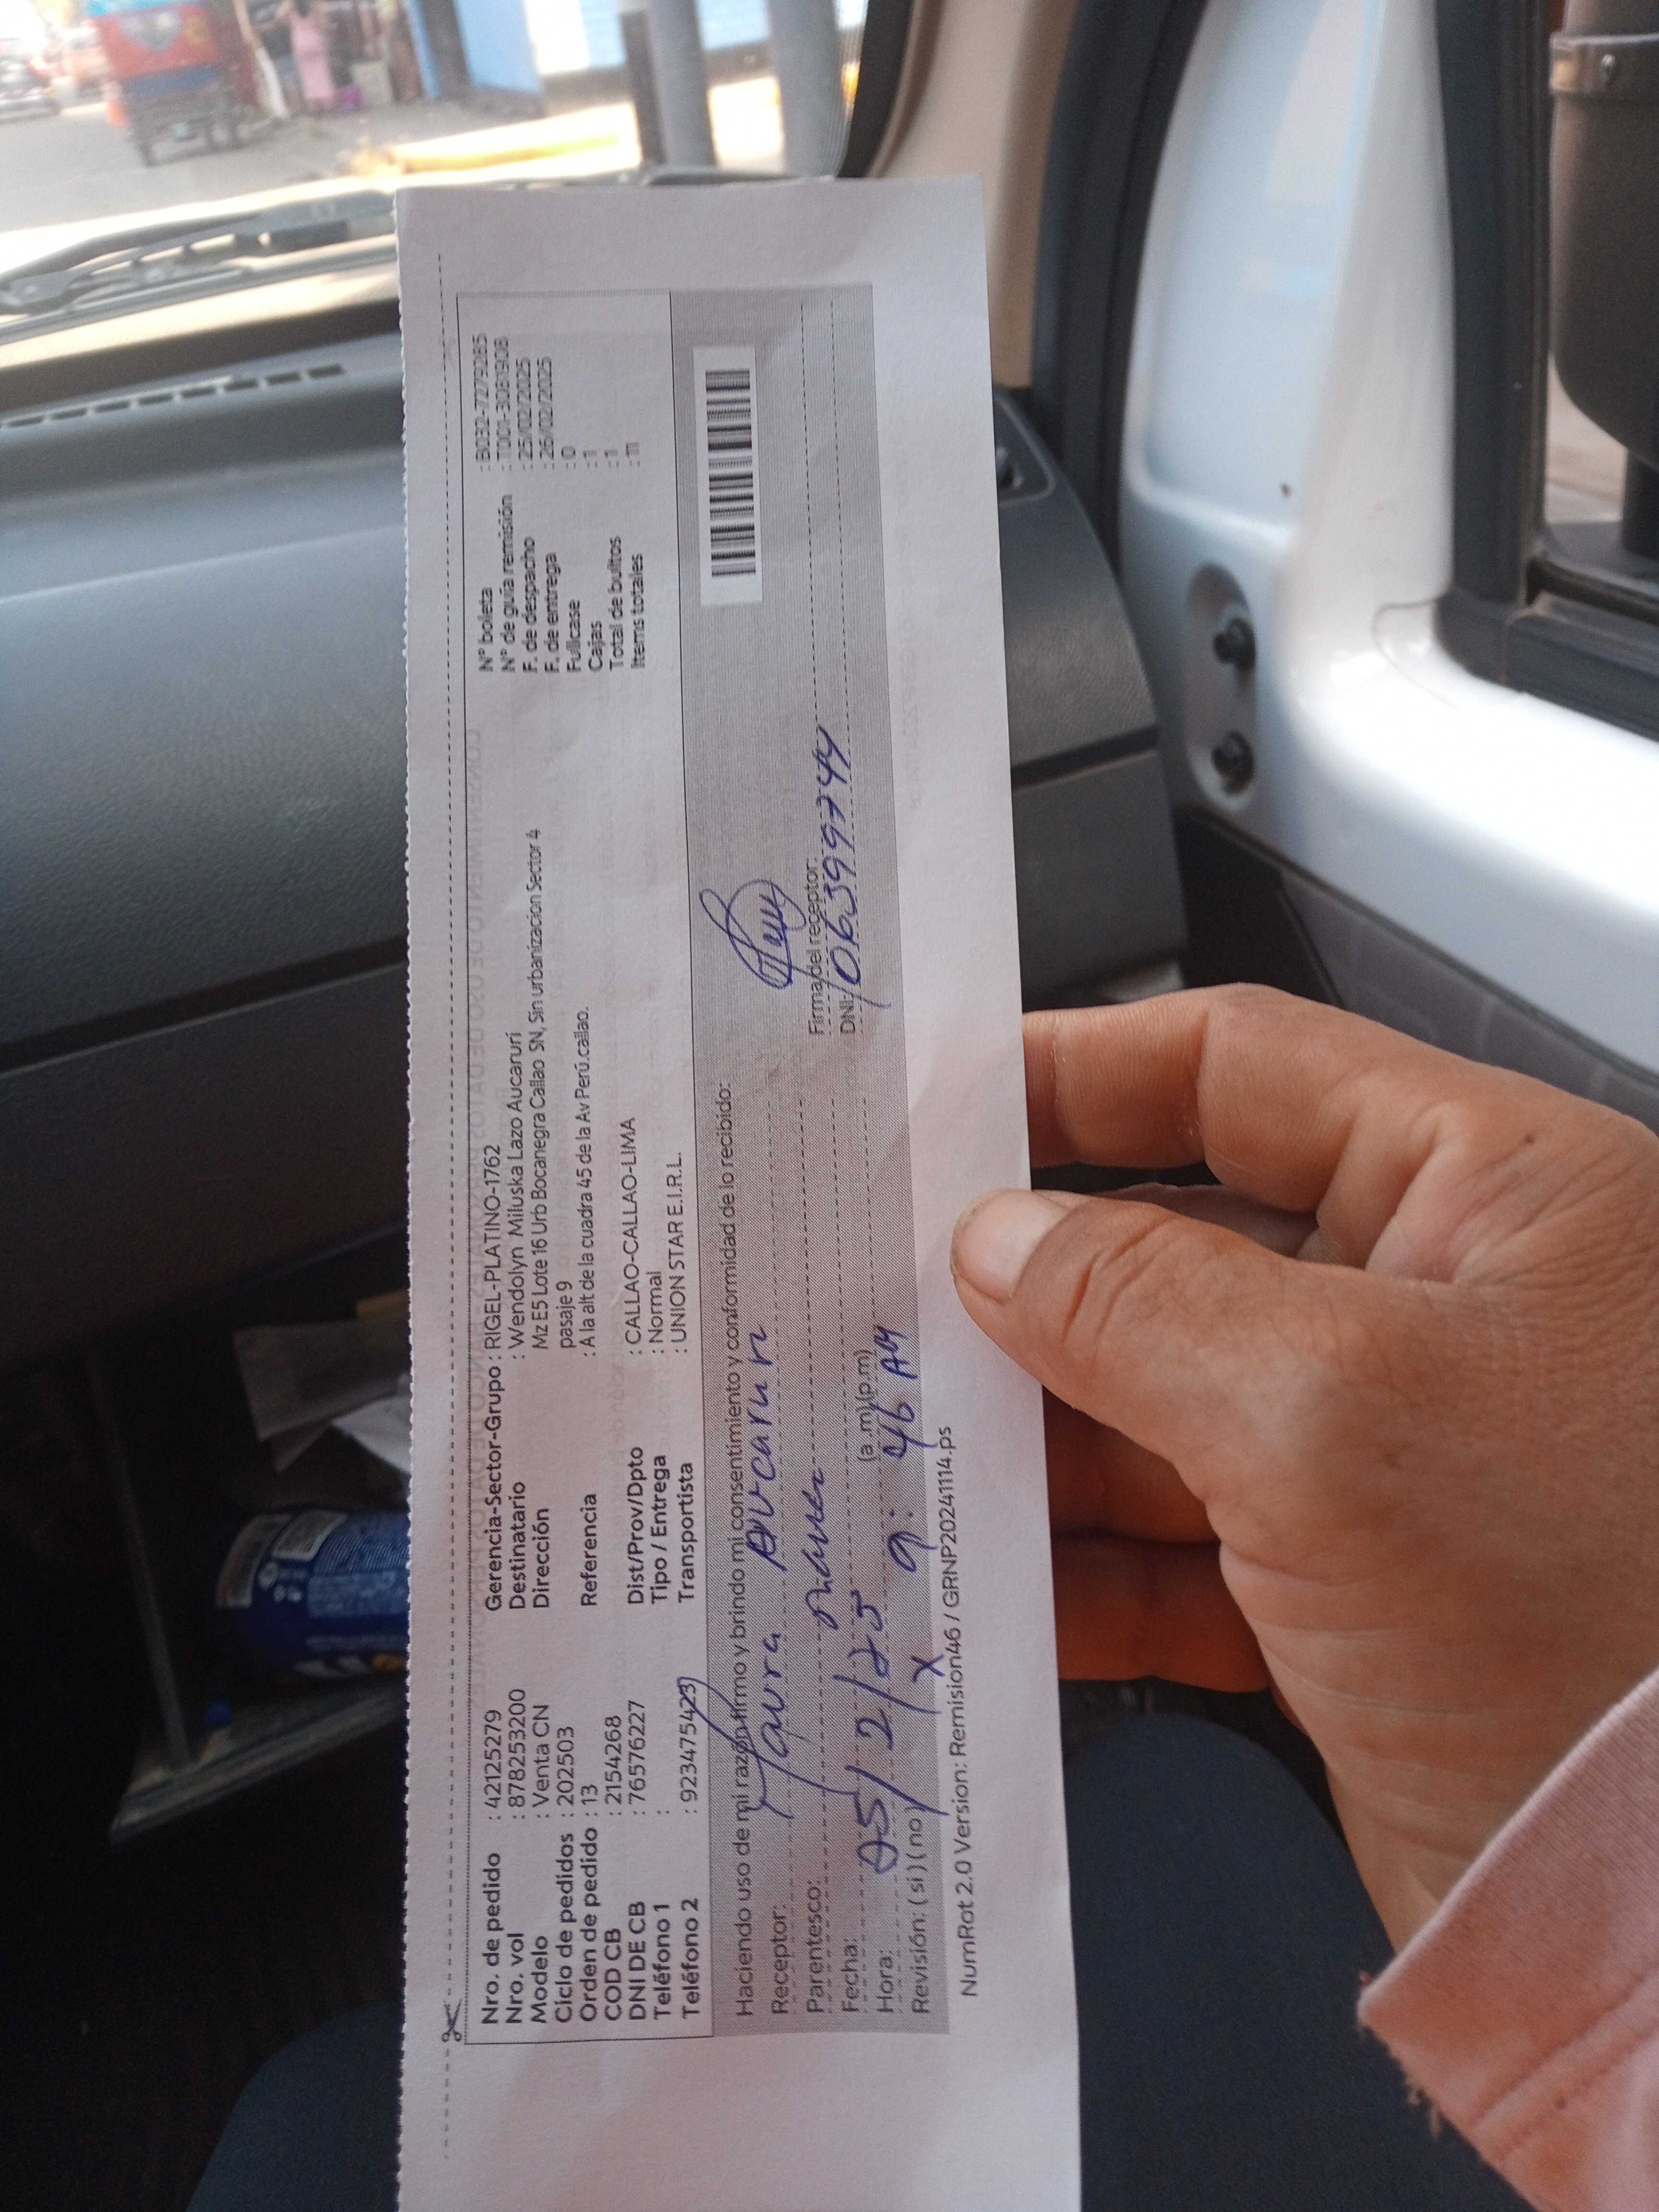 Nro. de pedido : 42125279
Nro. vol : 878253200
Modelo : Venta CN
Ciclo de pedidos : 202503
Orden de pedido : 13
COD CB : 2154268
DNI DE CB : 76576227
Teléfono 1 :
Teléfono 2 : 923475423
Gerencia-Sector-Grupo : RIGEL-PLATINO-1762
Destinatario : Wendolyn Miluska Lazo Aucaruri
Dirección Mz E5 Lote 16 Urb Bocanegra Callao SN, Sin urbanizacion Sector 4
pasaje 9
Referencia : A la alt de la cuadra 45 de la Av Perú.callao.
Dist/Prov/Dpto : CALLAO-CALLAO-LIMA
Tipo / Entrega : Normal
Transportista : UNION STAR E.I.R.L.
N° boleta : B032-7279265
N° de guía remisión : T001-3083908
F. de despacho : 25/02/2025
F. de entrega : 26/02/2025
Fullcase : 0
Cajas : 1
Total de bultos : 1
Items totales : 11
Haciendo uso de mi razón firmo y brindo mi consentimiento y conformidad de lo recibido:
Receptor: Laura Aucaruri
Parentesco:
Fecha: 25/2/25
Hora: 9:46 AM (a.m) (p.m)
Revisión: (si) (no) X
Firma del receptor:
DNI: 06399744
NumRot 2.0 Version: Remision46 / GRNP20241114.ps